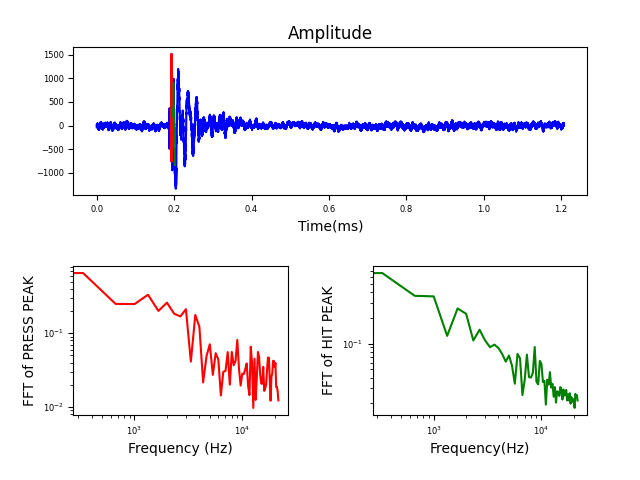 Amplitude
1500
1000
500
0
−500
−1000
0.0 0.2 0.4 0.6 0.8 1.0 1.2
Time(ms)
FFT of PRESS PEAK
10⁻¹
10⁻²
10³ 10⁴
Frequency (Hz)
FFT of HIT PEAK
10⁻¹
10³ 10⁴
Frequency(Hz)